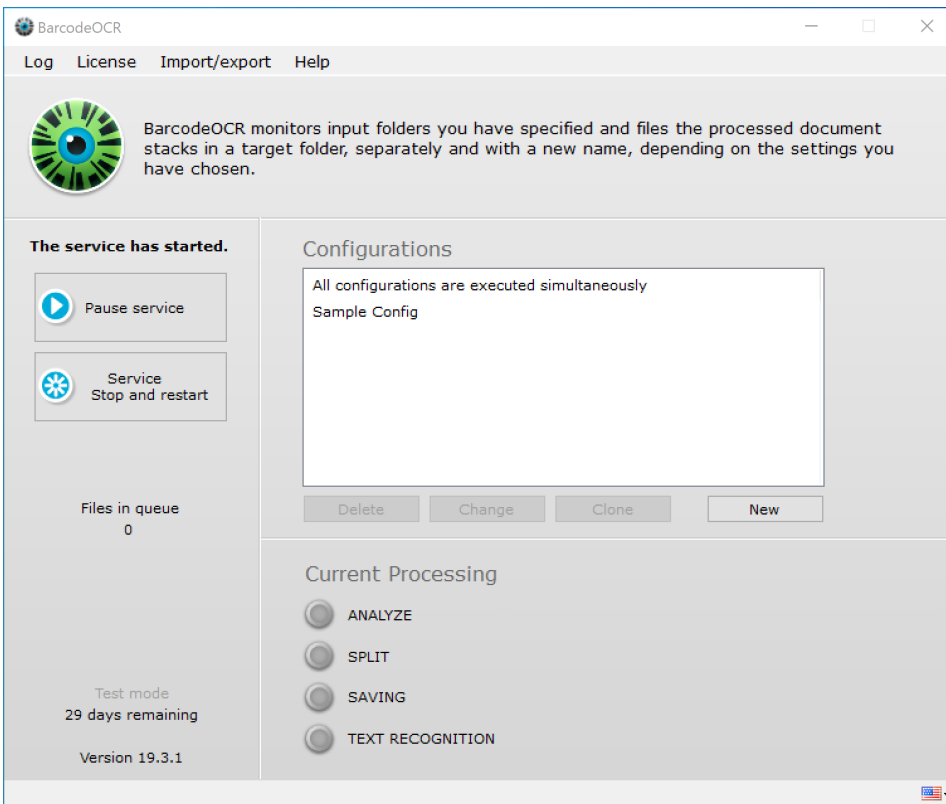 BarcodeOCR
Log License Import/export Help
BarcodeOCR monitors input folders you have specified and files the processed document
stacks in a target folder, separately and with a new name, depending on the settings you
have chosen.
The service has started.
Pause service
Service
Stop and restart
Files in queue
0
Test mode
29 days remaining
Version 19.3.1
Configurations
All configurations are executed simultaneously
Sample Config
Delete Change Clone New
Current Processing
ANALYZE
SPLIT
SAVING
TEXT RECOGNITION